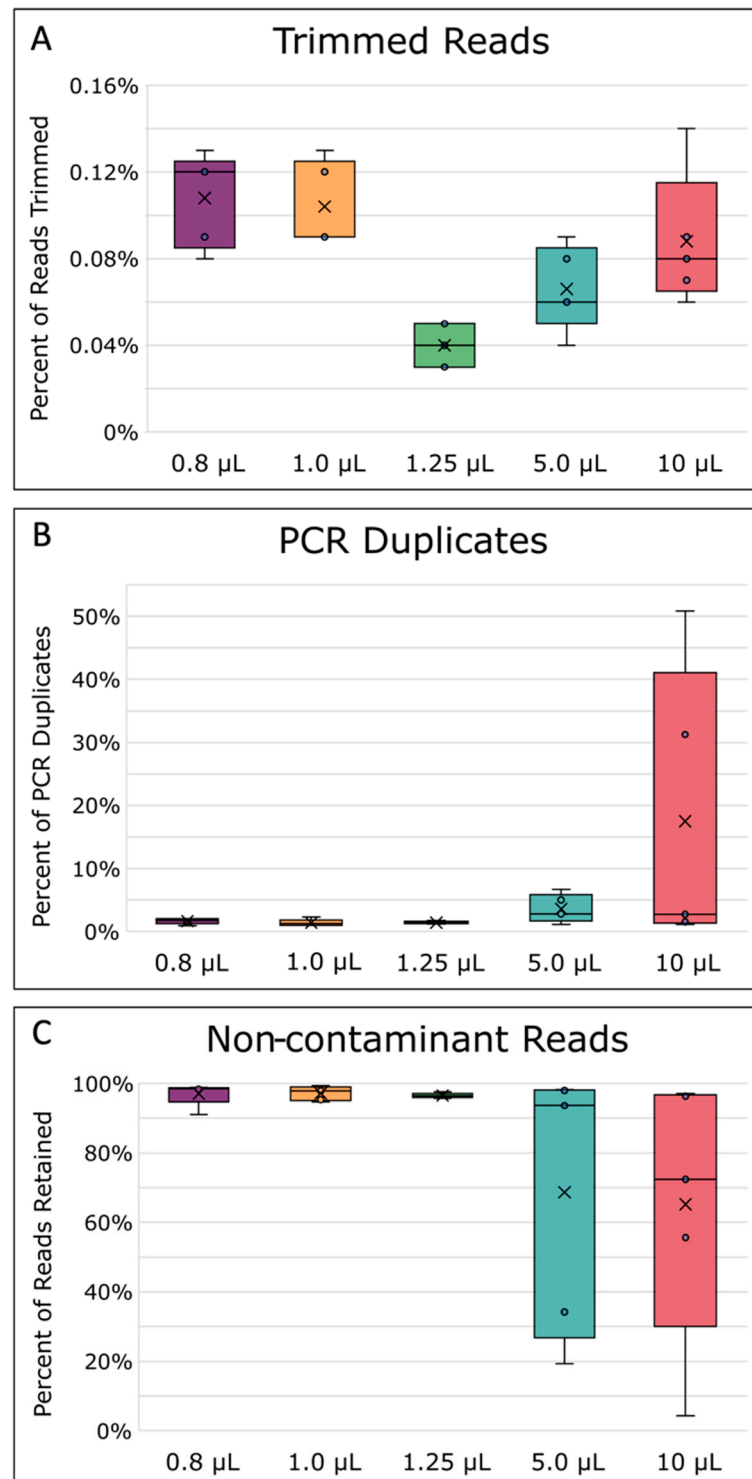 A
Trimmed Reads
Percent of Reads Trimmed
0.16%
0.12%
0.08%
0.04%
0%
0.8 µL 1.0 µL 1.25 µL 5.0 µL 10 µL
B
PCR Duplicates
Percent of PCR Duplicates
50%
40%
30%
20%
10%
0%
0.8 µL 1.0 µL 1.25 µL 5.0 µL 10 µL
C
Non-contaminant Reads
Percent of Reads Retained
100%
80%
60%
40%
20%
0%
0.8 µL 1.0 µL 1.25 µL 5.0 µL 10 µL